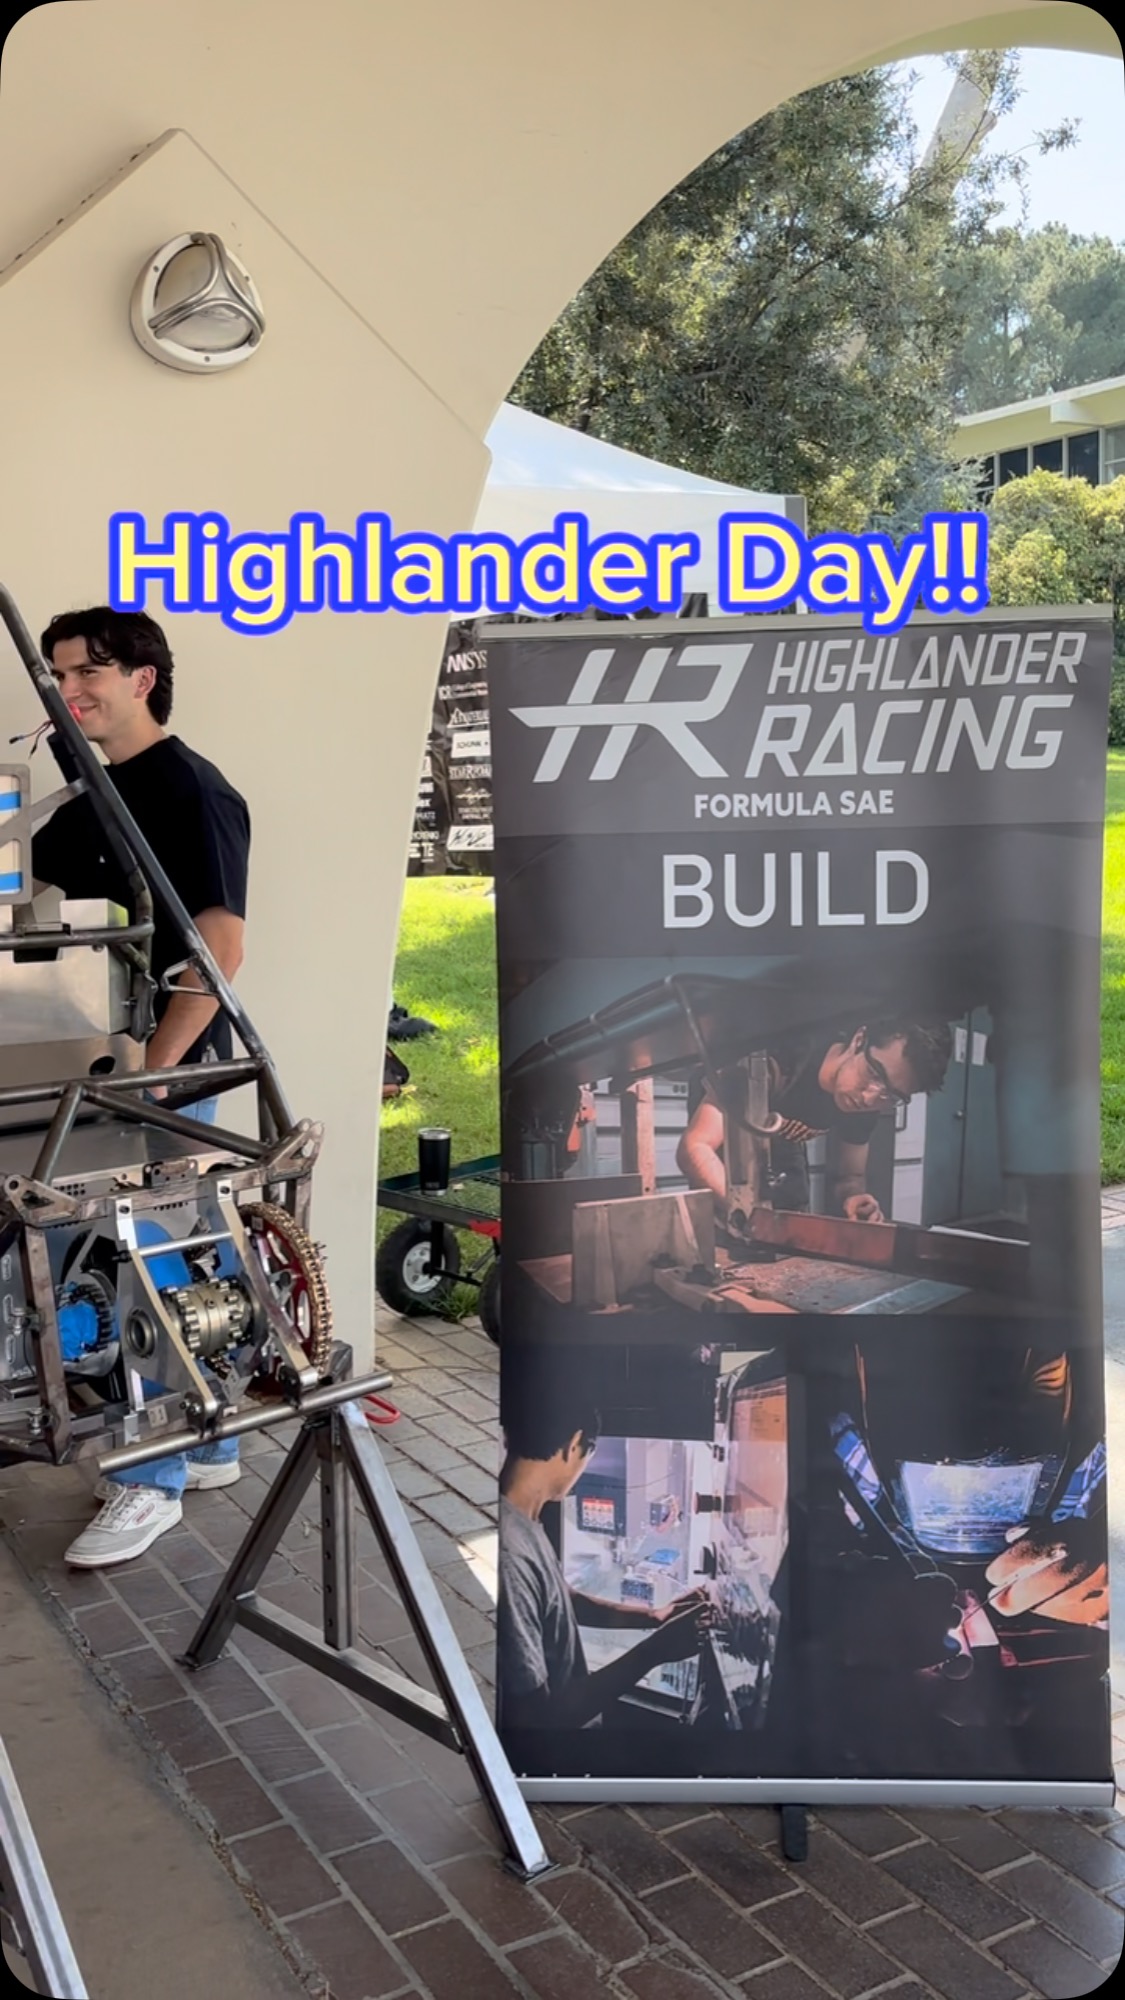 Highlander Day!!
ANSYS
HR HIGHLANDER
RACING
FORMULA SAE
BUILD